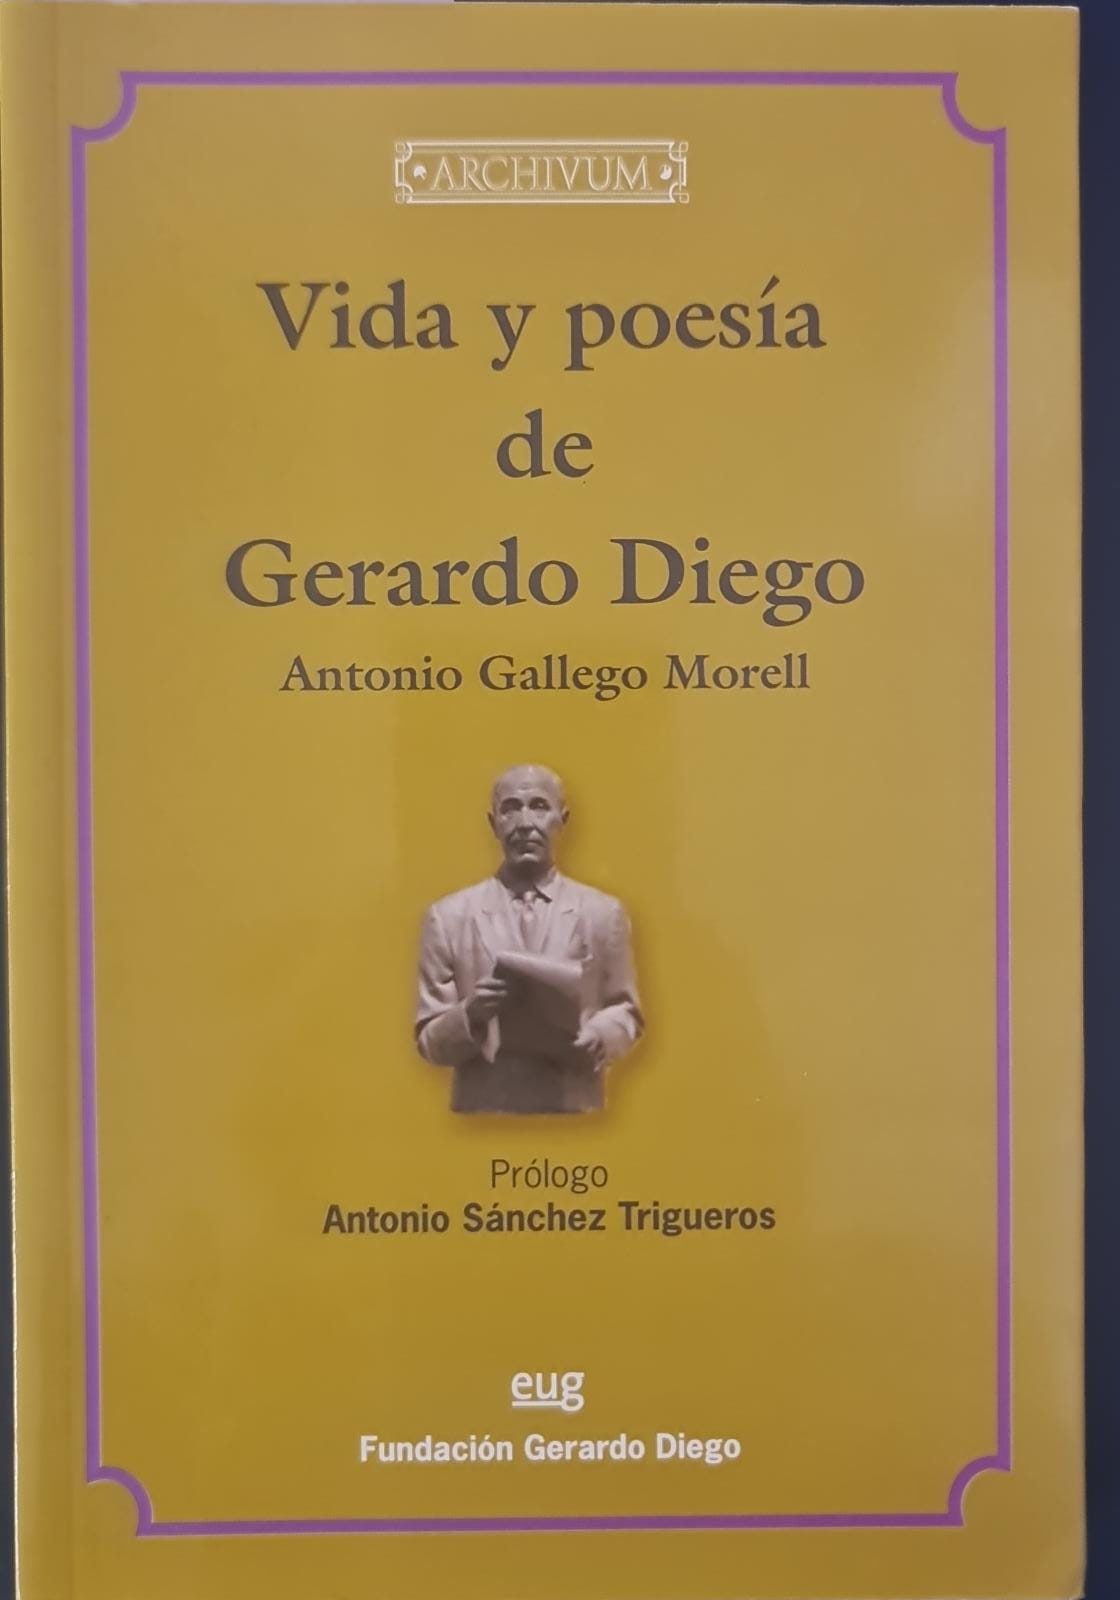 ARCHIVUM
Vida y poesía
de
Gerardo Diego
Antonio Gallego Morell
Prólogo
Antonio Sánchez Trigueros
eug
Fundación Gerardo Diego